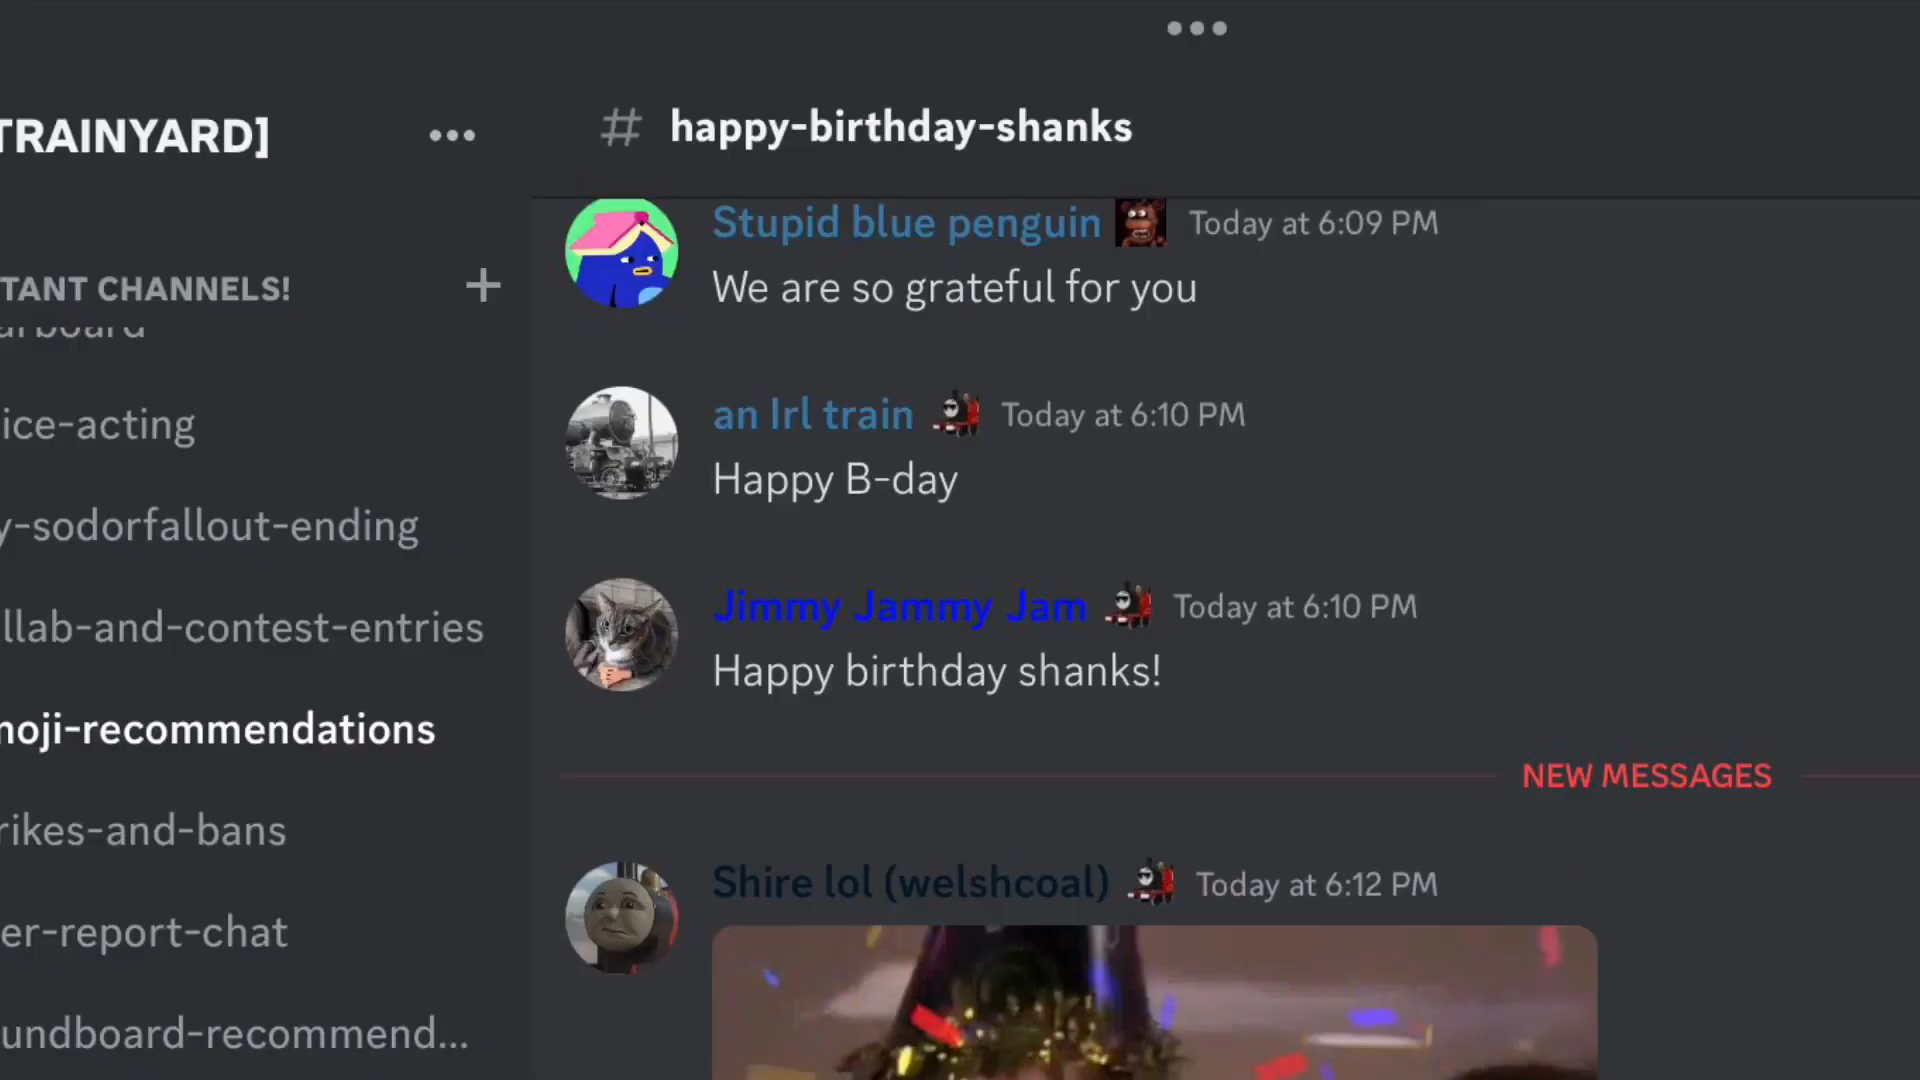 TRAINYARD]
TANT CHANNELS!
arboard
ice-acting
y-sodorfallout-ending
llab-and-contest-entries
moji-recommendations
rikes-and-bans
er-report-chat
undboard-recommend...
# happy-birthday-shanks
Stupid blue penguin Today at 6:09 PM
We are so grateful for you
an Irl train Today at 6:10 PM
Happy B-day
Jimmy Jammy Jam Today at 6:10 PM
Happy birthday shanks!
NEW MESSAGES
Shire lol (welshcoal) Today at 6:12 PM